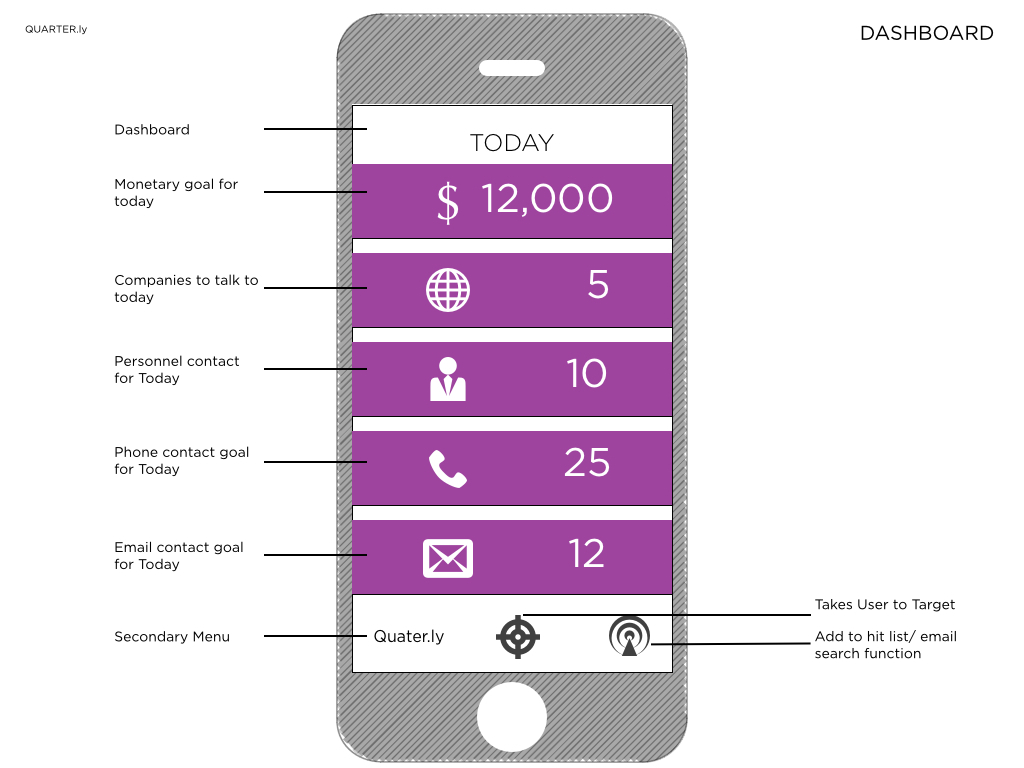 QUARTER.ly
DASHBOARD
Dashboard
TODAY
Monetary goal for
today
$ 12,000
Companies to talk to
today
5
Personnel contact
for Today
10
Phone contact goal
for Today
25
Email contact goal
for Today
12
Takes User to Target
Secondary Menu
Quater.ly
Add to hit list/ email
search function